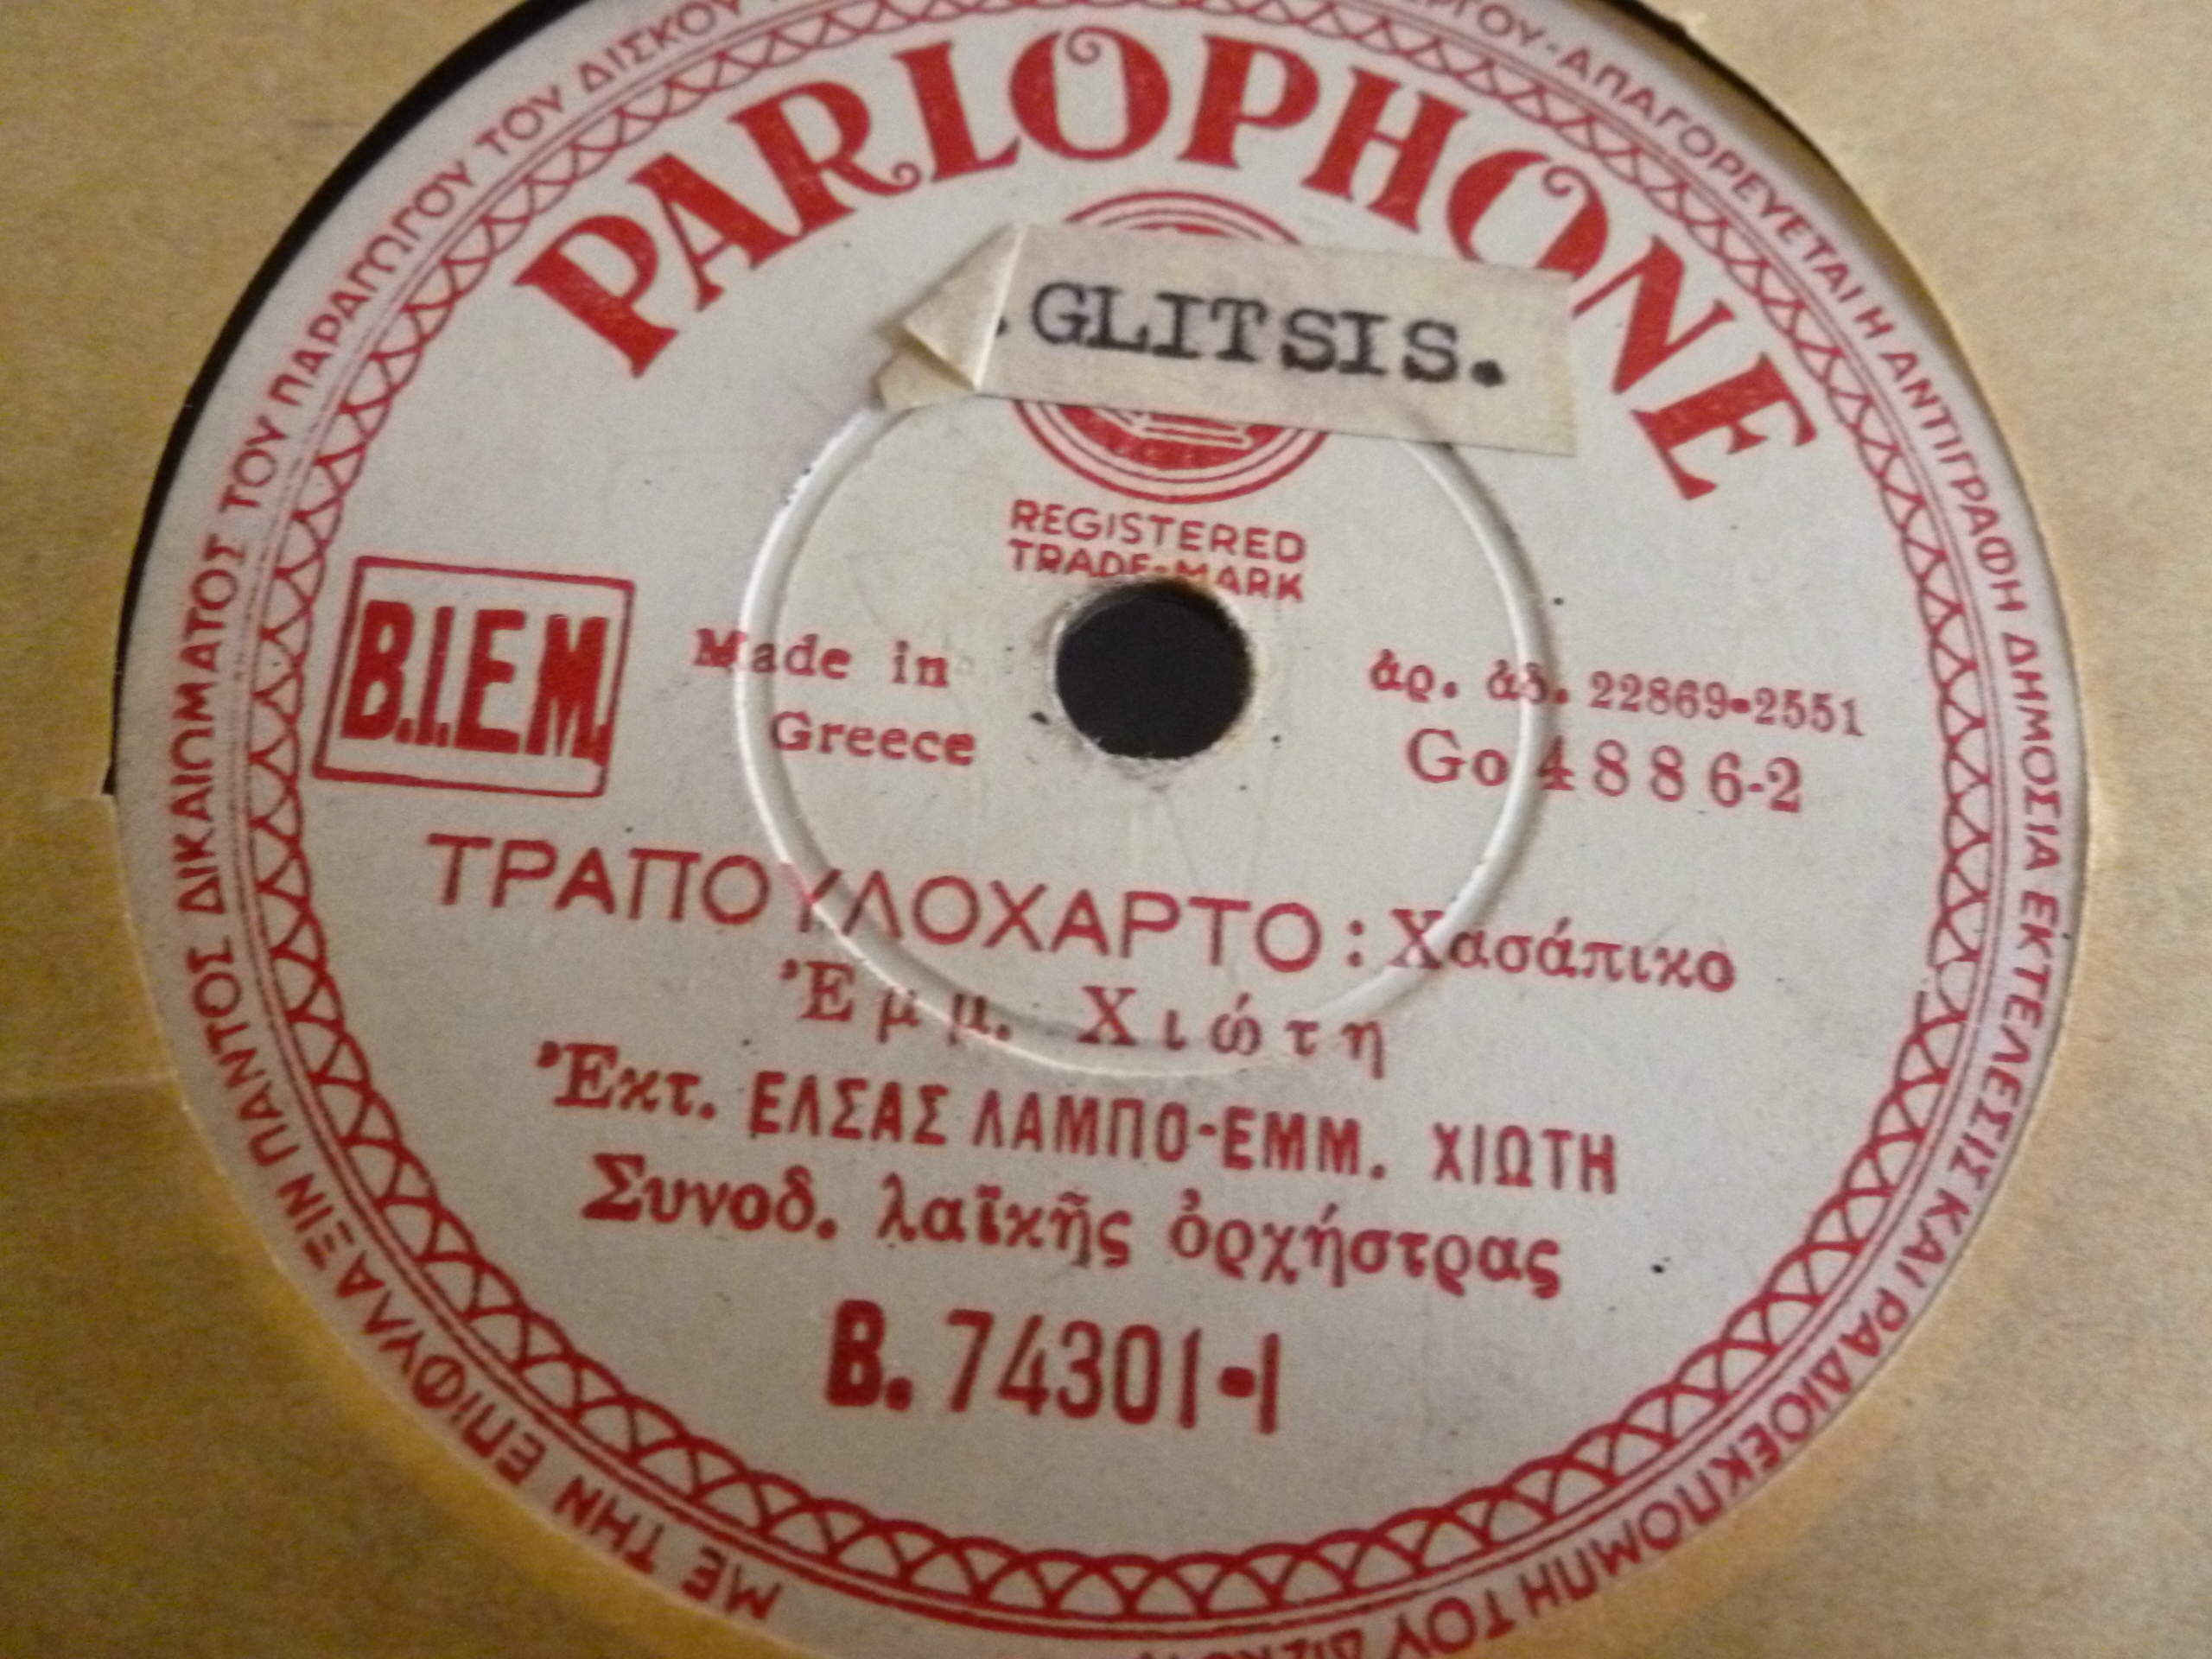 PARLOPHONE
. GLITSIS.
REGISTERED
TRADE-MARK
B.I.E.M.
Made in
Greece
ἀρ. ἀδ. 22869-2551
Go 4886-2
ΤΡΑΠΟΥΛΟΧΑΡΤΟ: Χασάπικο
Ἐμμ. Χιώτη
Ἐκτ. ΕΛΣΑΣ ΛΑΜΠΟ-ΕΜΜ. ΧΙΩΤΗ
Συνοδ. λαϊκῆς ὀρχήστρας
B. 74301-I
ΜΕ ΤΗΝ ΕΠΙΦΥΛΑΞΙΝ ΠΑΝΤΟΣ ΔΙΚΑΙΩΜΑΤΟΣ ΤΟΥ ΠΑΡΑΓΩΓΟΥ ΤΟΥ ΔΙΣΚΟΥ
ΕΡΓΟΥ-ΑΠΑΓΟΡΕΥΕΤΑΙ Η ΑΝΤΙΓΡΑΦΗ ΔΗΜΟΣΙΑ ΕΚΤΕΛΕΣΙΣ ΚΑΙ ΡΑΔΙΟΕΚΠΟΜΠΗ ΤΟΥ ΔΙΣΚΟΥ